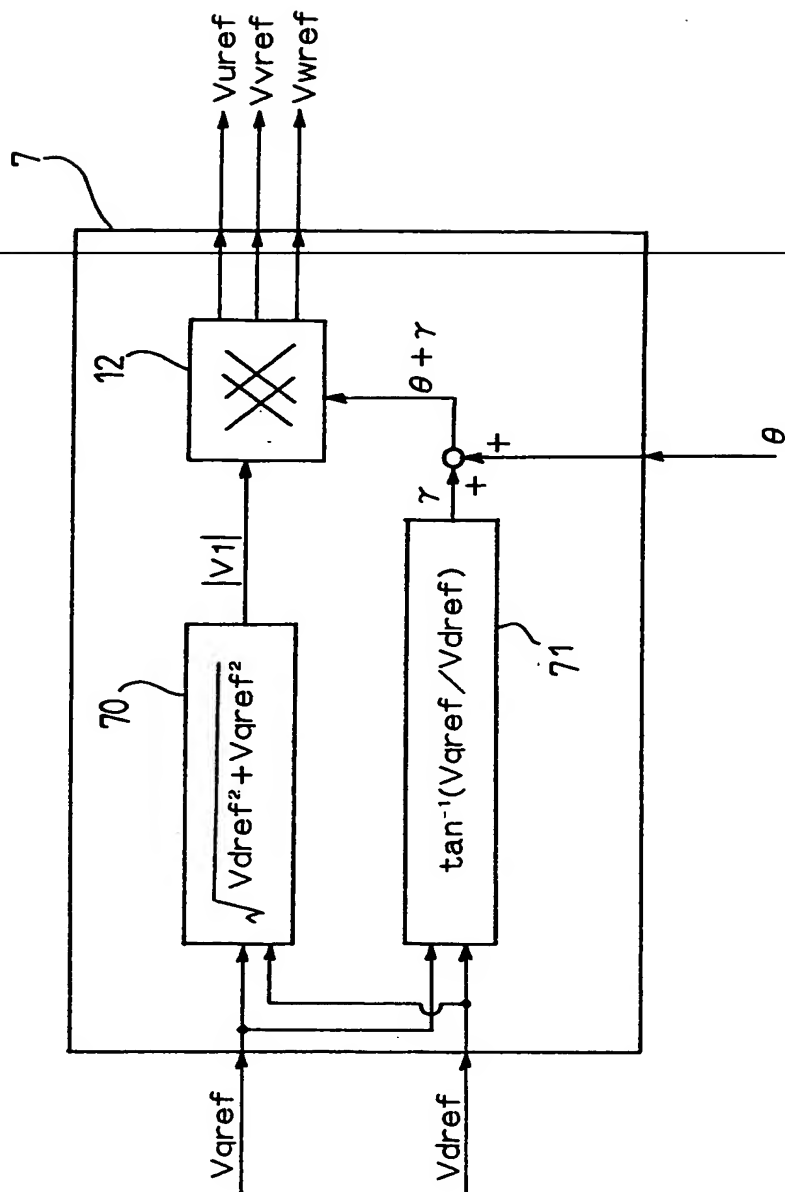 7
Vqref
Vdref
70
√Vdref²+Vqref²
|V1|
12
Vuref
Vvref
Vwref
tan⁻¹(Vqref/Vdref)
71
γ
+
+
θ+γ
θ